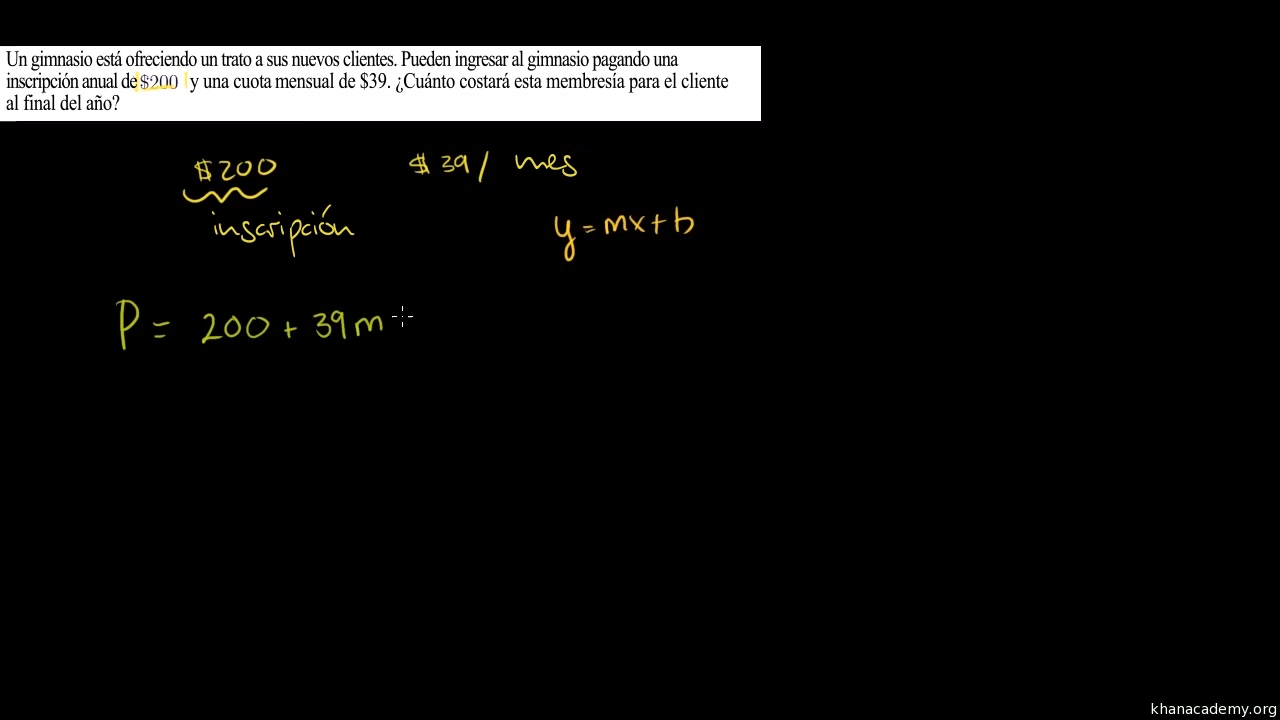 Un gimnasio está ofreciendo un trato a sus nuevos clientes. Pueden ingresar al gimnasio pagando una
inscripción anual de $200 y una cuota mensual de $39. ¿Cuánto costará esta membresía para el cliente
al final del año?
$200 $39/ mes
inscripción y = mx + b
P = 200 + 39m
khanacademy.org